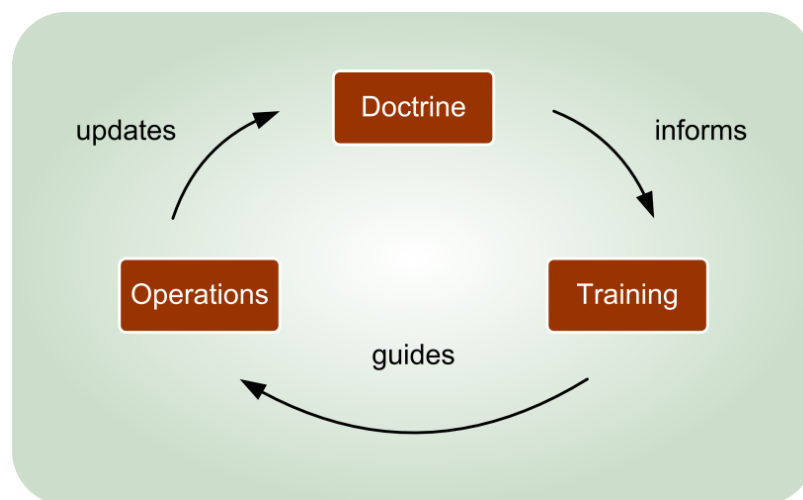 Doctrine
updates
informs
Operations
Training
guides